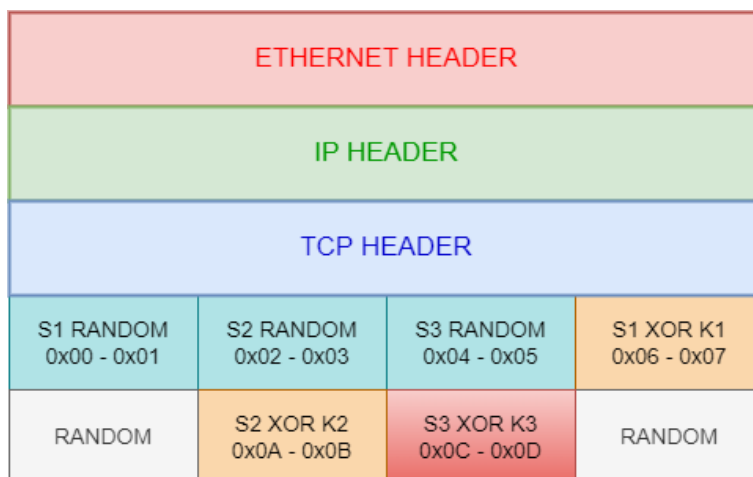 ETHERNET HEADER
IP HEADER
TCP HEADER
S1 RANDOM
0x00 - 0x01
S2 RANDOM
0x02 - 0x03
S3 RANDOM
0x04 - 0x05
S1 XOR K1
0x06 - 0x07
RANDOM
S2 XOR K2
0x0A - 0x0B
S3 XOR K3
0x0C - 0x0D
RANDOM